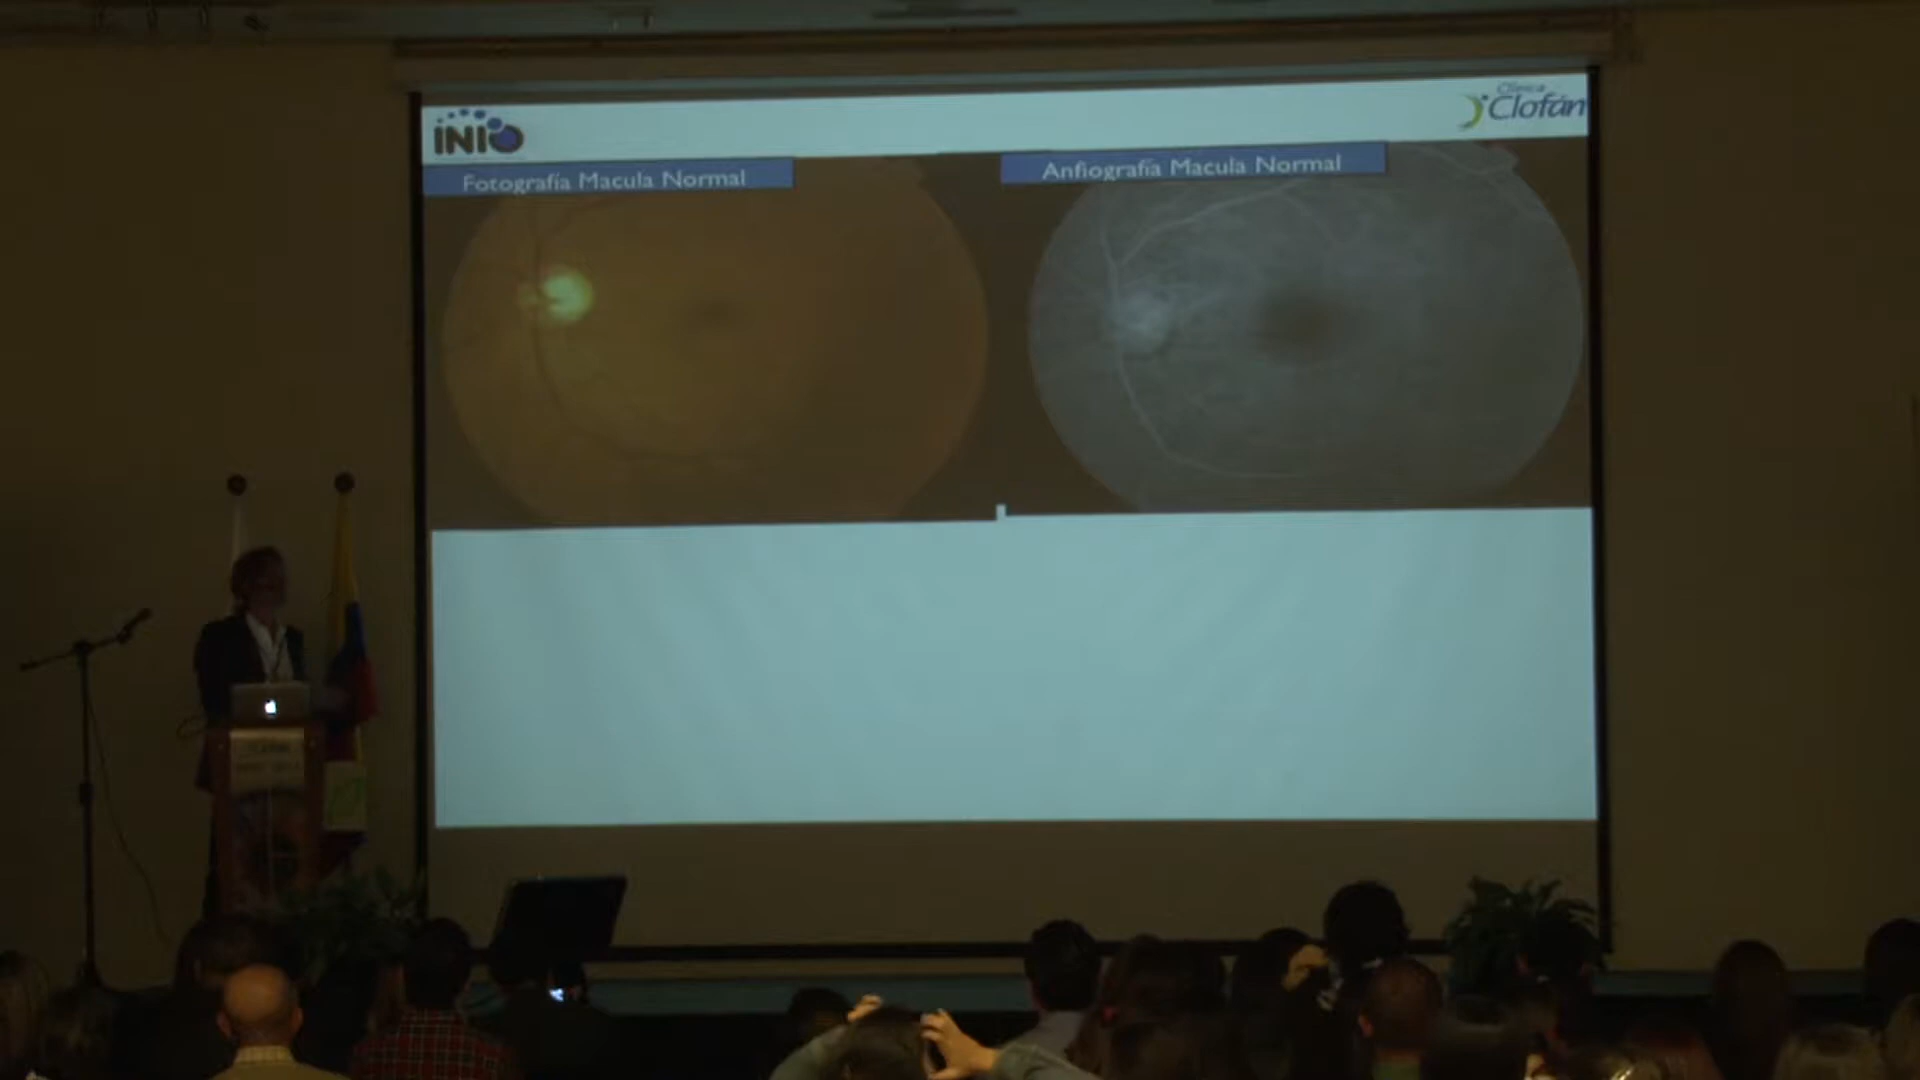 INIO
Clínica
Clofán
Fotografía Macula Normal
Anfiografía Macula Normal